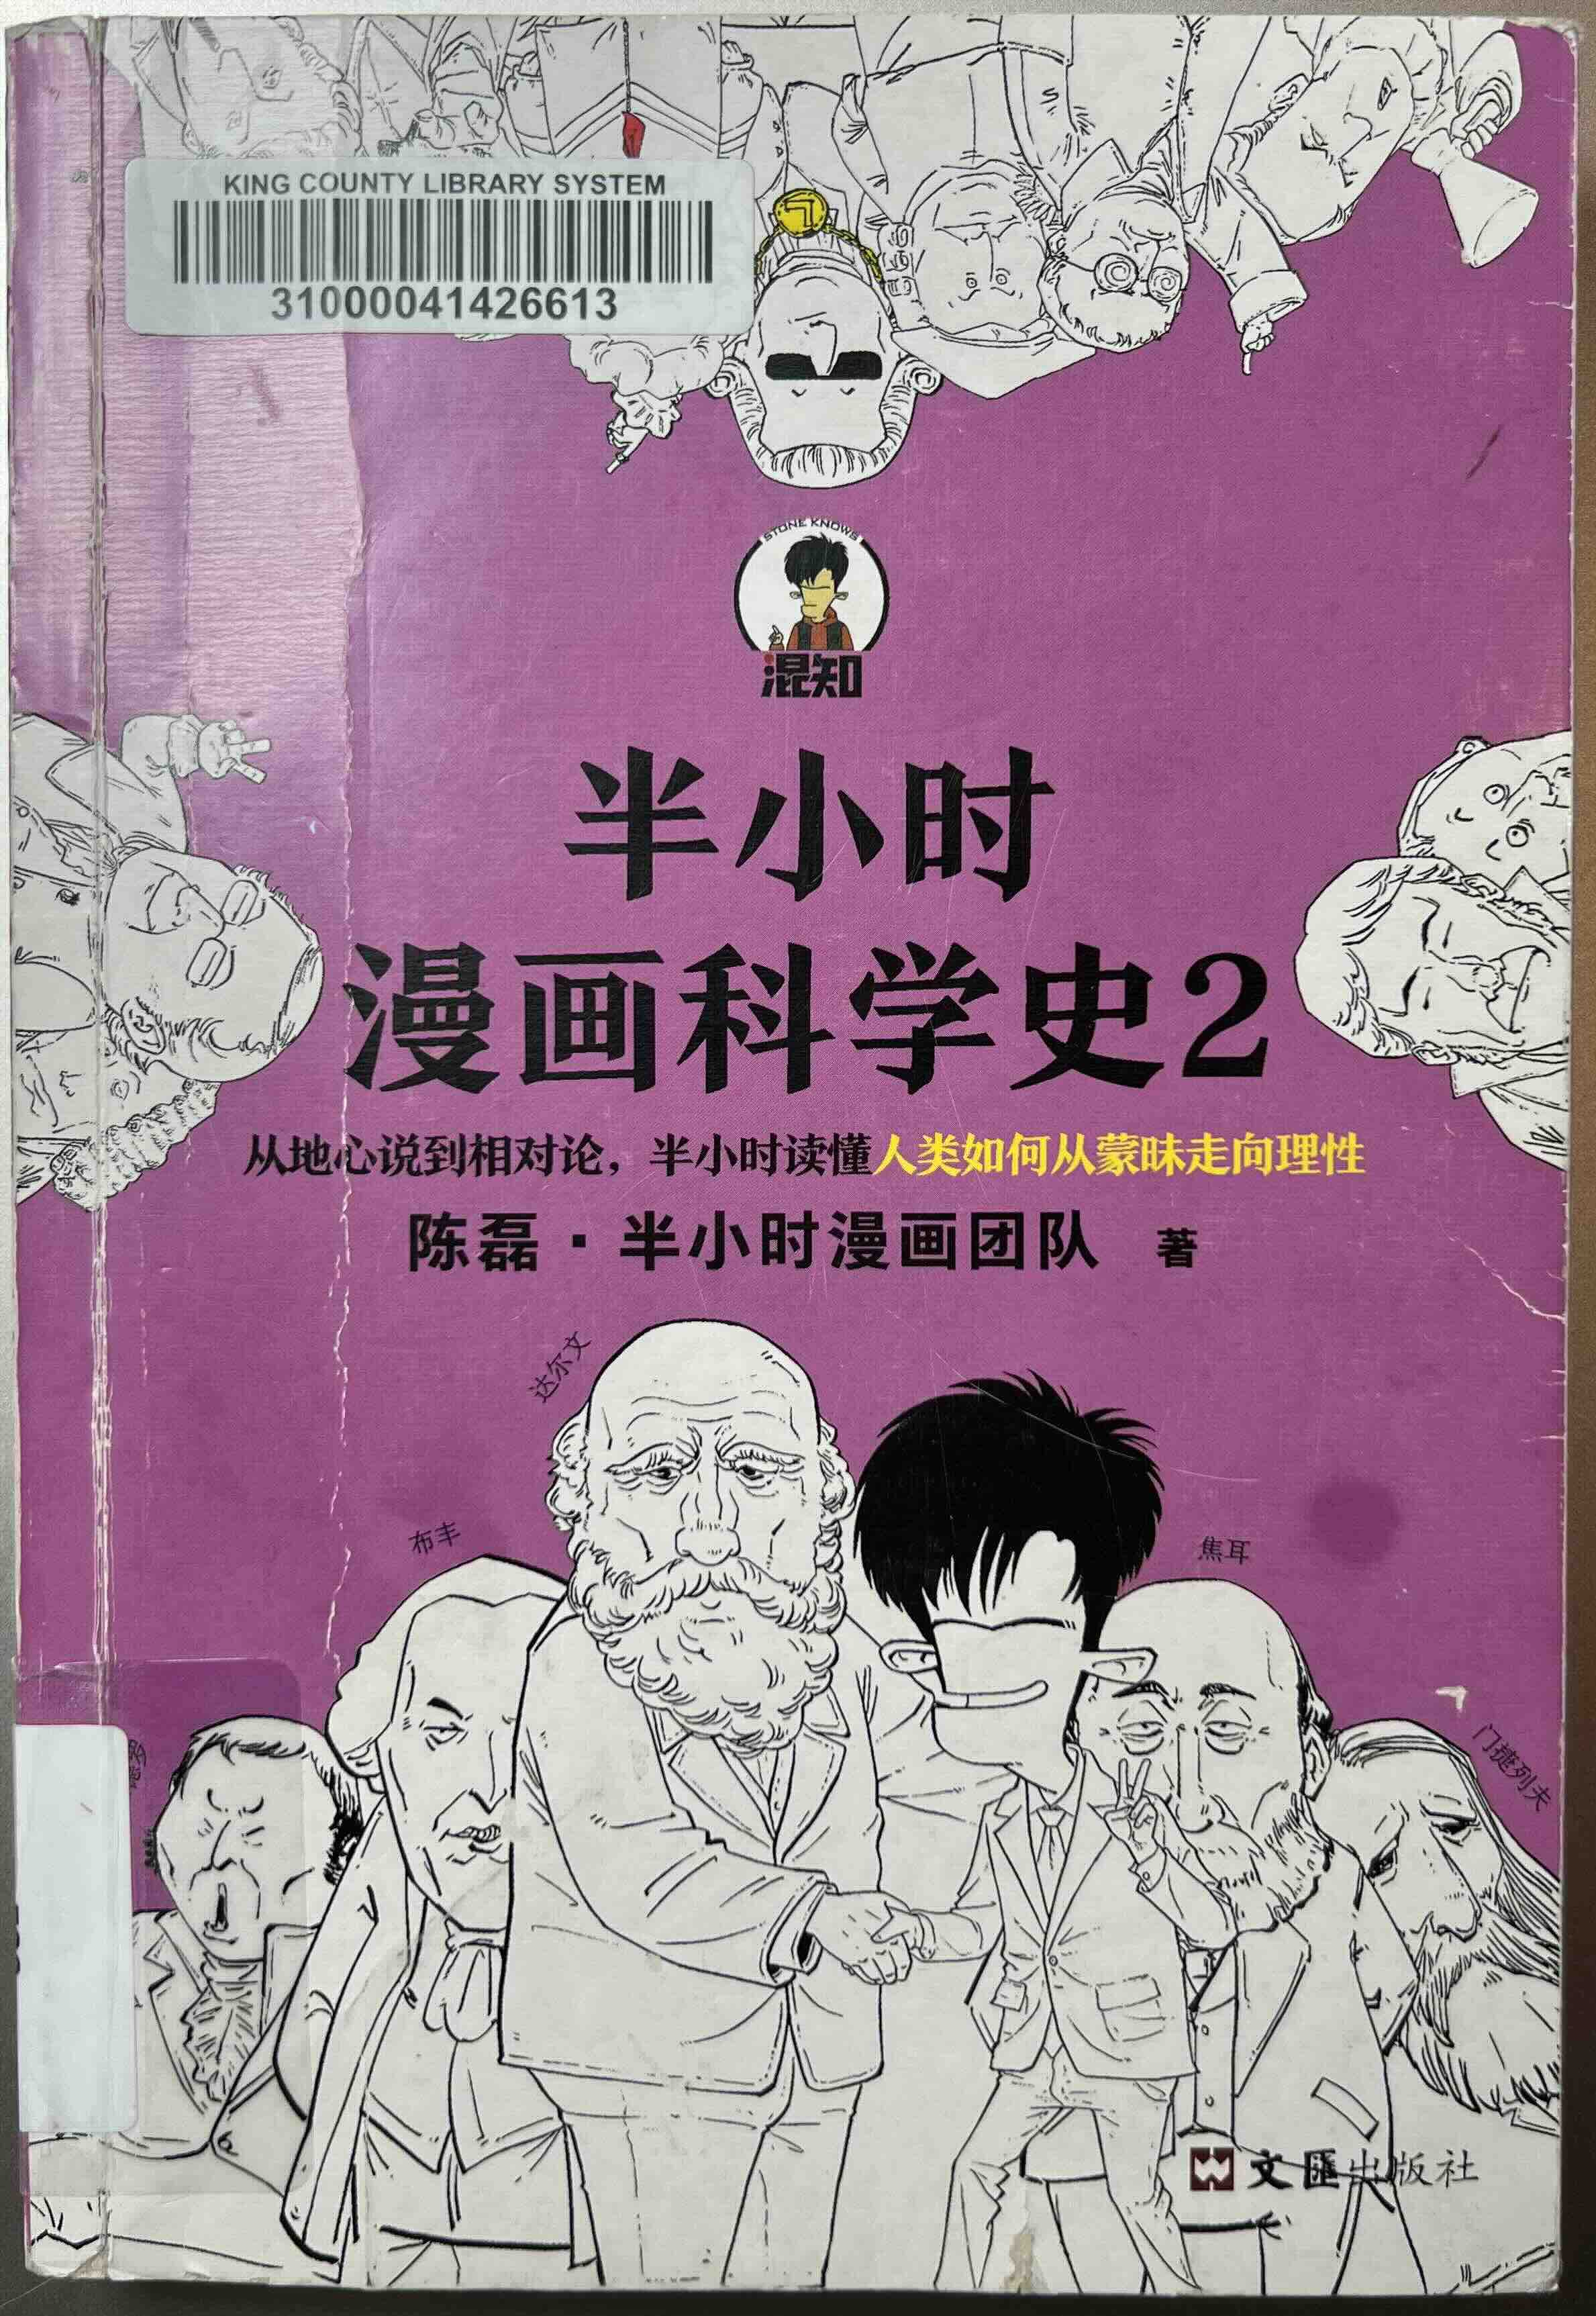 KING COUNTY LIBRARY SYSTEM
31000041426613
STONE KNOWS
混知
半小时
漫画科学史2
从地心说到相对论，半小时读懂人类如何从蒙昧走向理性
陈磊·半小时漫画团队 著
达尔文
布丰
焦耳
门捷列夫
文匯出版社